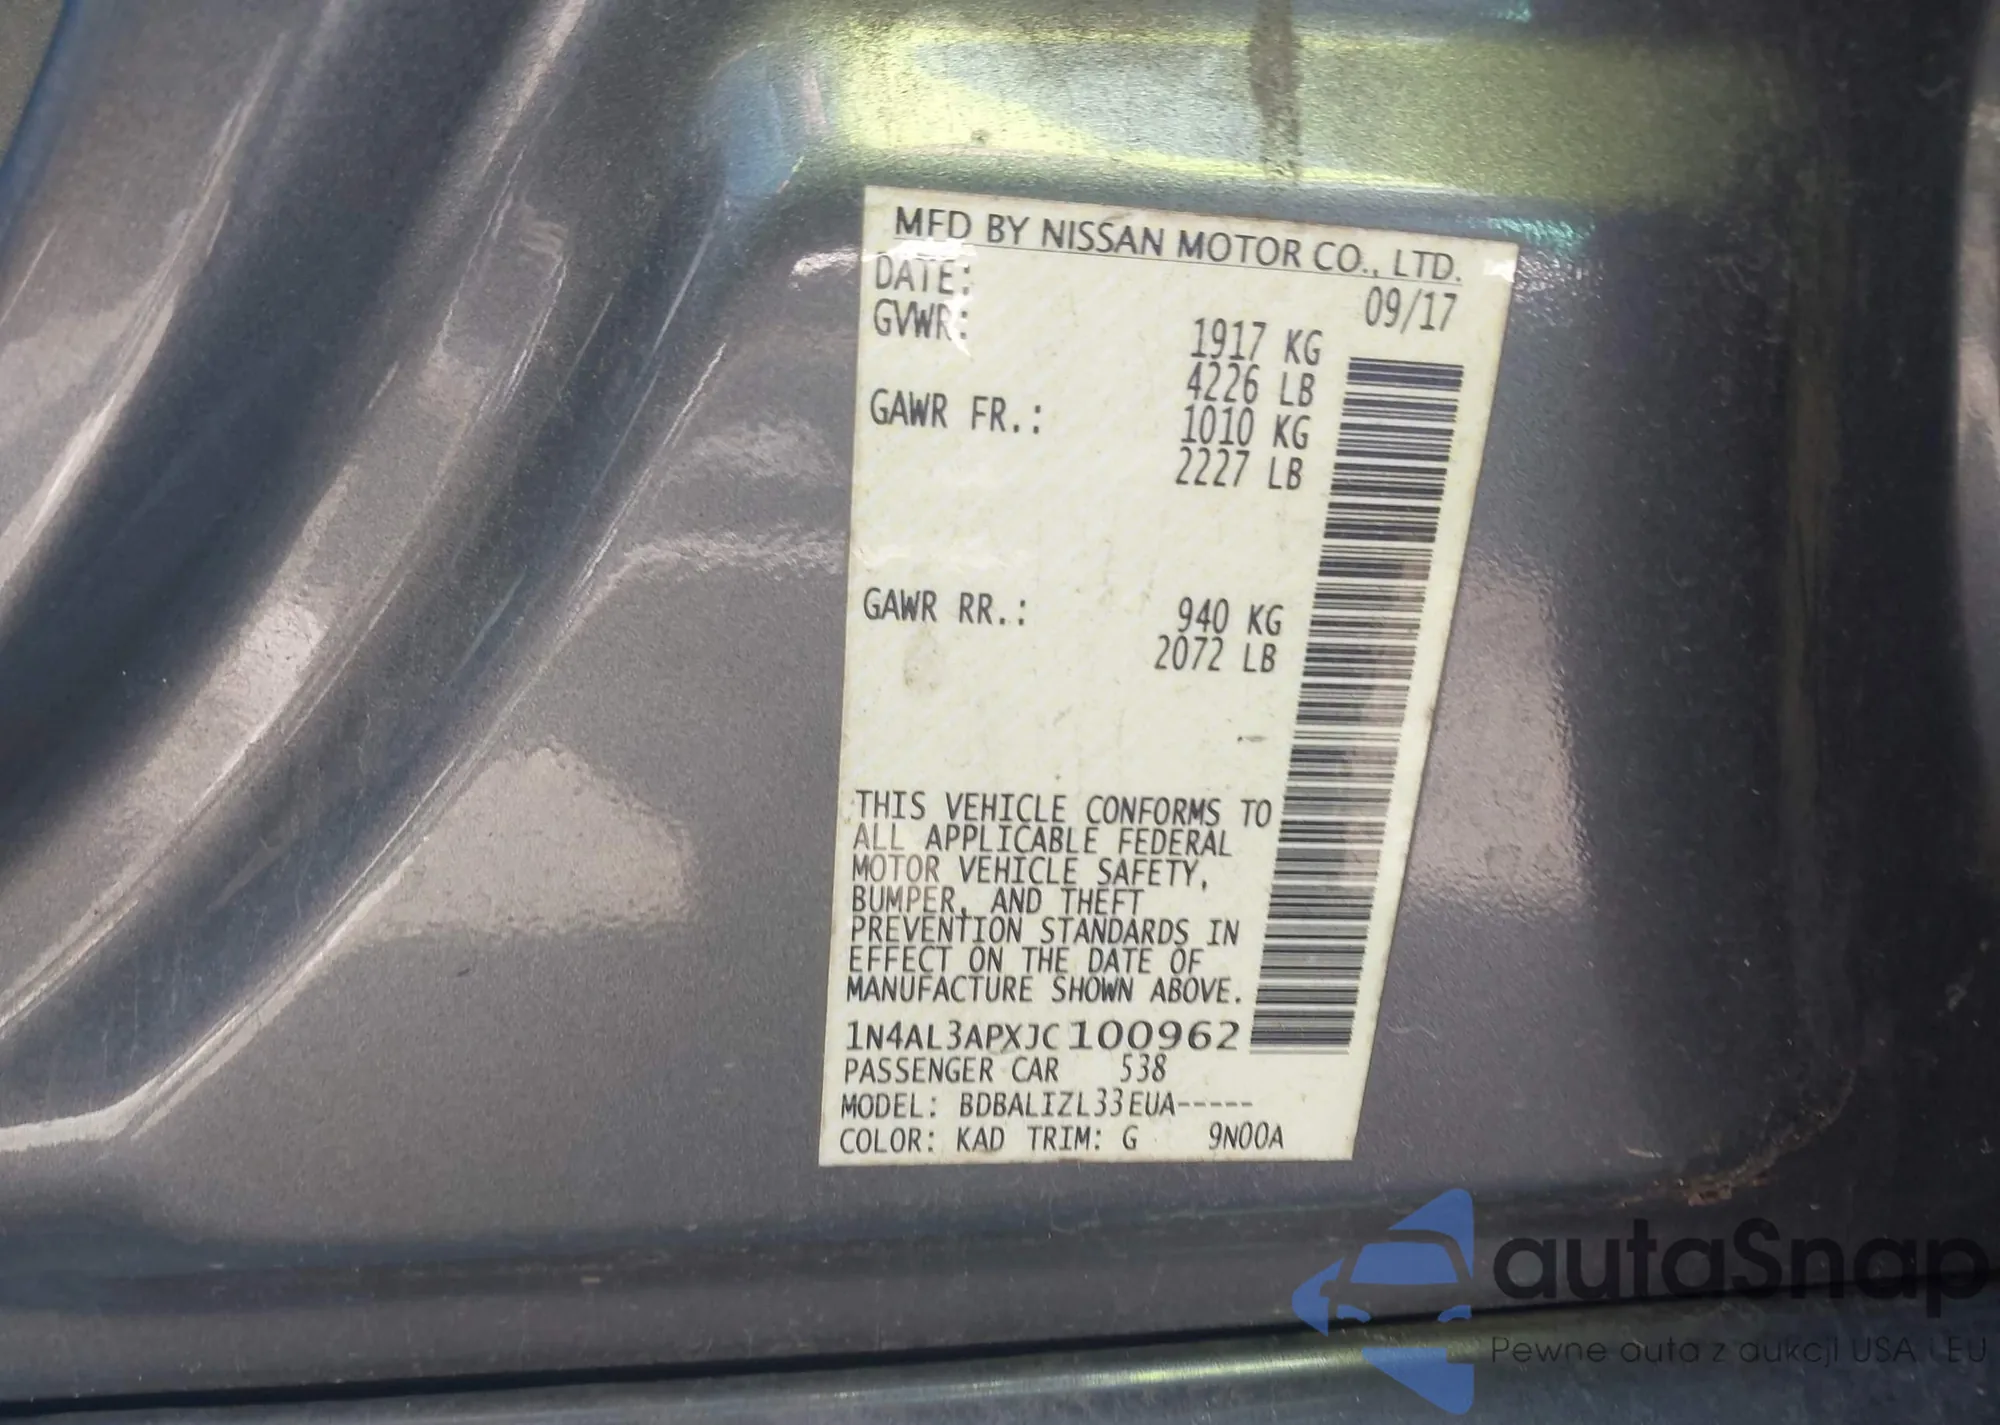 MFD BY NISSAN MOTOR CO., LTD.
DATE: 09/17
GVWR: 1917 KG
4226 LB
GAWR FR.: 1010 KG
2227 LB
GAWR RR.: 940 KG
2072 LB
THIS VEHICLE CONFORMS TO
ALL APPLICABLE FEDERAL
MOTOR VEHICLE SAFETY,
BUMPER, AND THEFT
PREVENTION STANDARDS IN
EFFECT ON THE DATE OF
MANUFACTURE SHOWN ABOVE.
1N4AL3APXJC100962
PASSENGER CAR 538
MODEL: BDBALIZL33EUA-----
COLOR: KAD TRIM: G 9N00A
autaSnap
Pewne auta z aukcji USA i EU